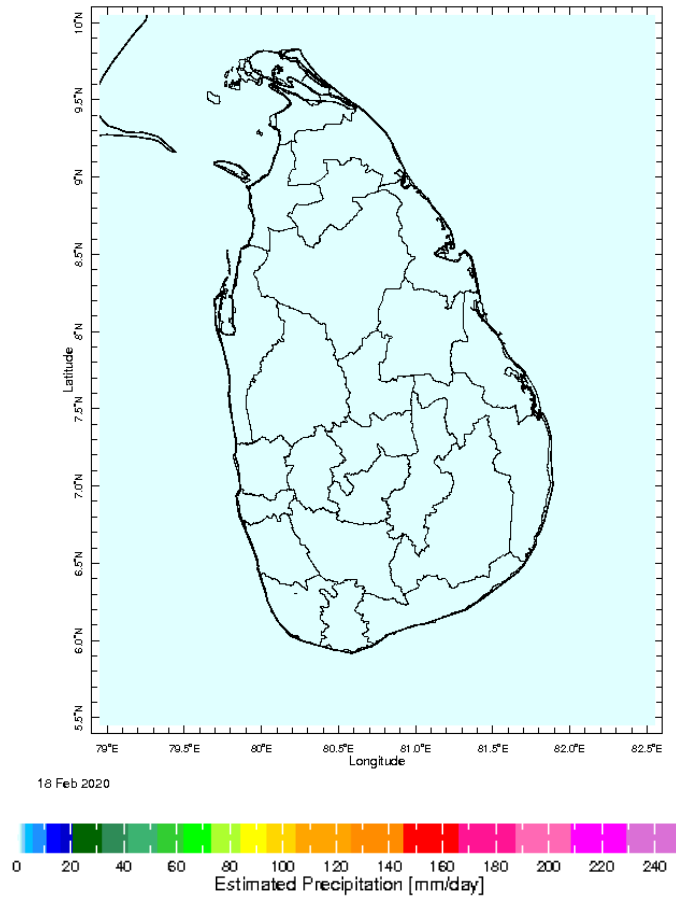 10°N
9.5°N
9°N
8.5°N
8°N
7.5°N
7.0°N
6.5°N
6.0°N
5.5°N
Latitude
79°E 79.5°E 80°E 80.5°E 81.0°E 81.5°E 82.0°E 82.5°E
Longitude
18 Feb 2020
0 20 40 60 80 100 120 140 160 180 200 220 240
Estimated Precipitation [mm/day]